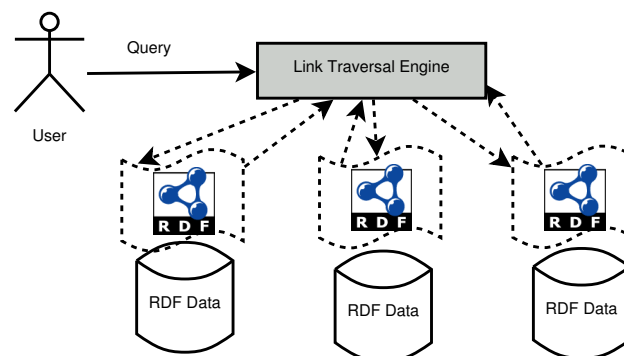 Query
Link Traversal Engine
User
RDF
RDF
RDF
RDF Data
RDF Data
RDF Data